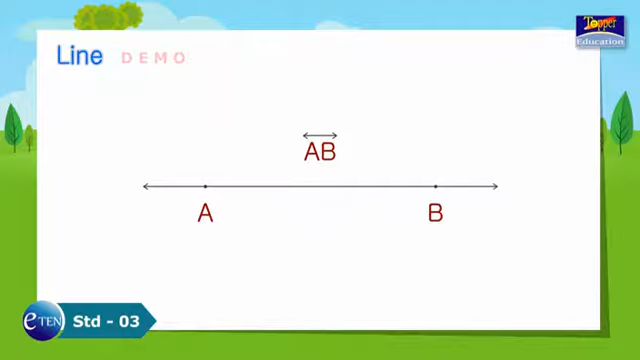 Line DEMO
Topper
Education
AB
A B
eTEN Std - 03